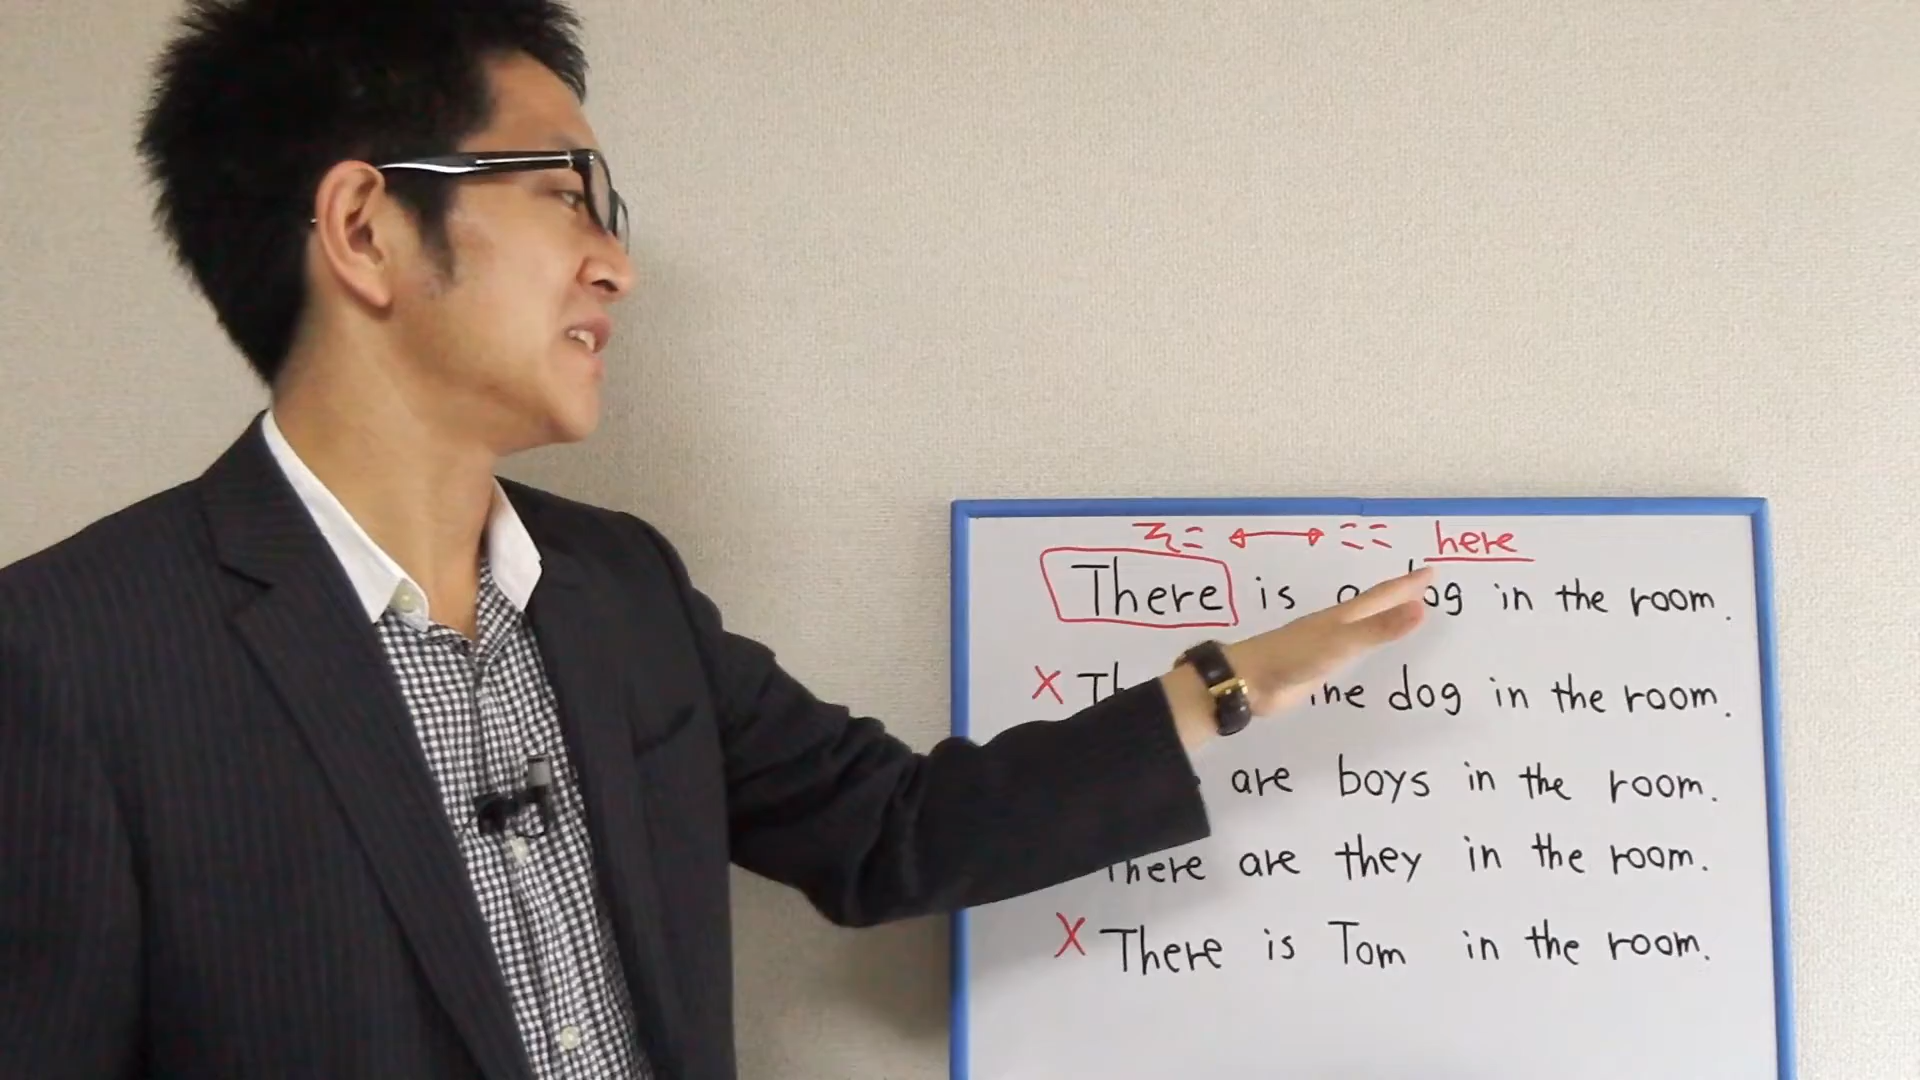 そこ ↔ ここ here
There is a dog in the room.
X dog in the room.
are boys in the room.
There are they in the room.
X There is Tom in the room.